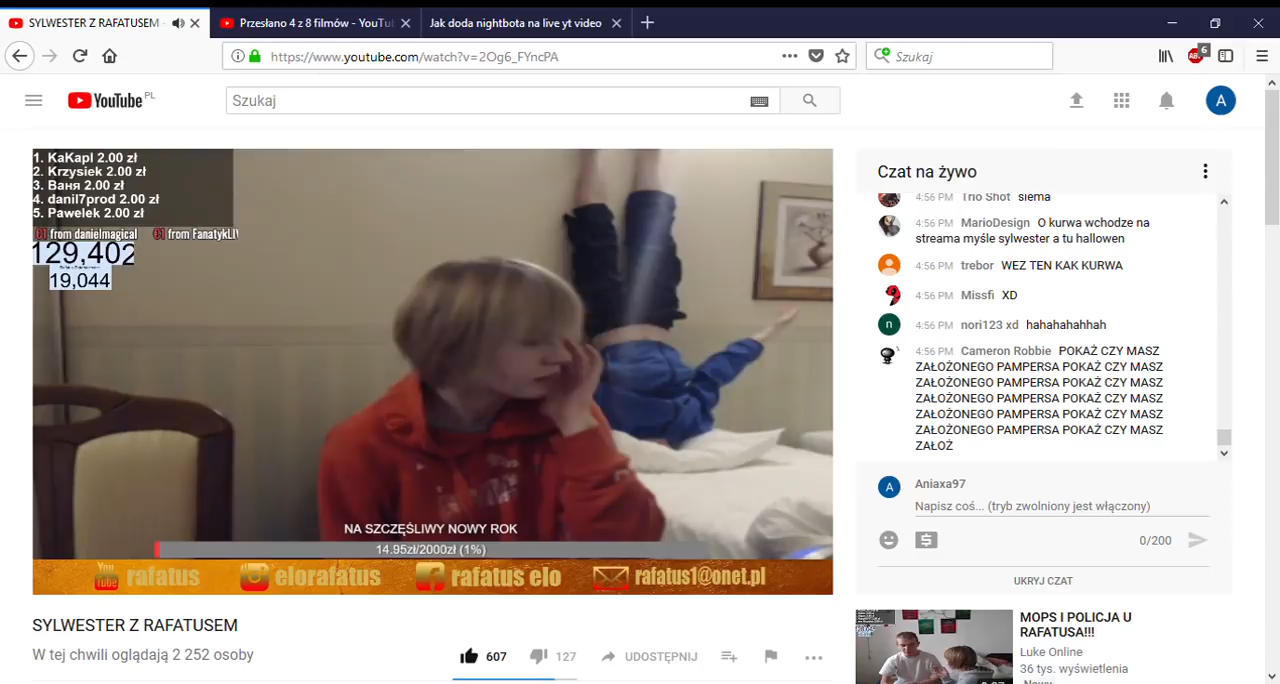 SYLWESTER Z RAFATUSEM
Przesłano 4 z 8 filmów - YouTu
Jak doda nightbota na live yt video
https://www.youtube.com/watch?v=2Og6_FYncPA
Szukaj
ABP
6
YouTube PL
Szukaj
A
1. KaKapl 2.00 zł
2. Krzysiek 2.00 zł
3. Ваня 2.00 zł
4. danil7prod 2.00 zł
5. Pawelek 2.00 zł
from danielmagical
from FanatykLIV
129,402
19,044
NA SZCZĘŚLIWY NOWY ROK
14.95zł/2000zł (1%)
You Tube rafatus
elorafatus
rafatus elo
rafatus1@onet.pl
Czat na żywo
4:56 PM Trio Shot siema
4:56 PM MarioDesign O kurwa wchodze na
streama myśle sylwester a tu hallowen
4:56 PM trebor WEZ TEN KAK KURWA
4:56 PM Missfi XD
n 4:56 PM nori123 xd hahahahahhah
4:56 PM Cameron Robbie POKAŻ CZY MASZ
ZAŁOŻONEGO PAMPERSA POKAŻ CZY MASZ
ZAŁOŻONEGO PAMPERSA POKAŻ CZY MASZ
ZAŁOŻONEGO PAMPERSA POKAŻ CZY MASZ
ZAŁOŻONEGO PAMPERSA POKAŻ CZY MASZ
ZAŁOŻONEGO PAMPERSA POKAŻ CZY MASZ
ZAŁOŻ
A Aniaxa97
Napisz coś... (tryb zwolniony jest włączony)
0/200
UKRYJ CZAT
SYLWESTER Z RAFATUSEM
W tej chwili oglądają 2 252 osoby
607
127
UDOSTĘPNIJ
MOPS I POLICJA U
RAFATUSA!!!
Luke Online
36 tys. wyświetlenia
Nowy